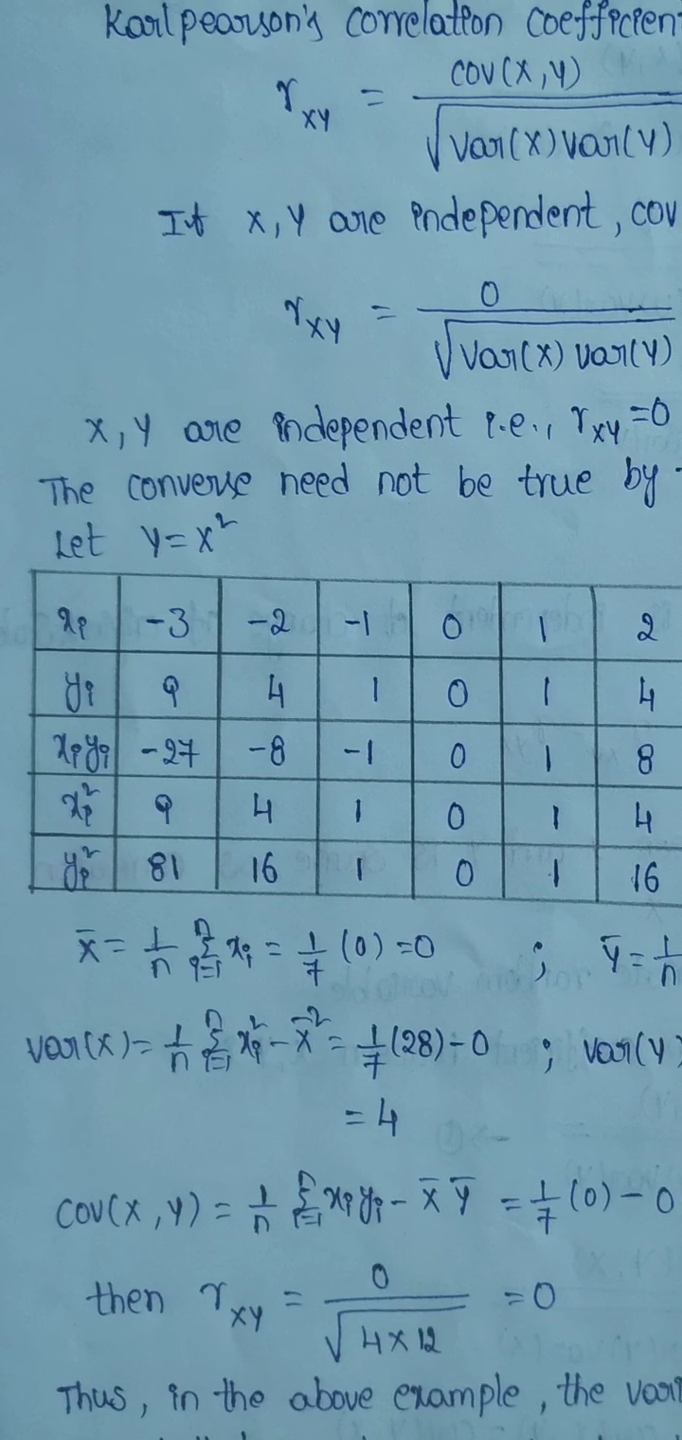 Karl pearson's correlation coefficien
r_xy = cov(x,y) / √var(x) var(y)
If x, y are independent, cov
r_xy = 0 / √var(x) var(y)
x, y are independent i.e., r_xy = 0
The converse need not be true by
Let y = x²
xᵢ -3 -2 -1 0 1 2
yᵢ 9 4 1 0 1 4
xᵢyᵢ -27 -8 -1 0 1 8
xᵢ² 9 4 1 0 1 4
yᵢ² 81 16 1 0 1 16
x̄ = 1/n Σⁿᵢ₌₁ xᵢ = 1/7 (0) = 0 ; ȳ = 1/n
var(x) = 1/n Σⁿᵢ₌₁ xᵢ² - x̄² = 1/7 (28) - 0 ; var(y)
= 4
cov(x, y) = 1/n Σⁿᵢ₌₁ xᵢyᵢ - x̄ ȳ = 1/7 (0) - 0
then r_xy = 0 / √4×12 = 0
Thus, in the above example, the vari